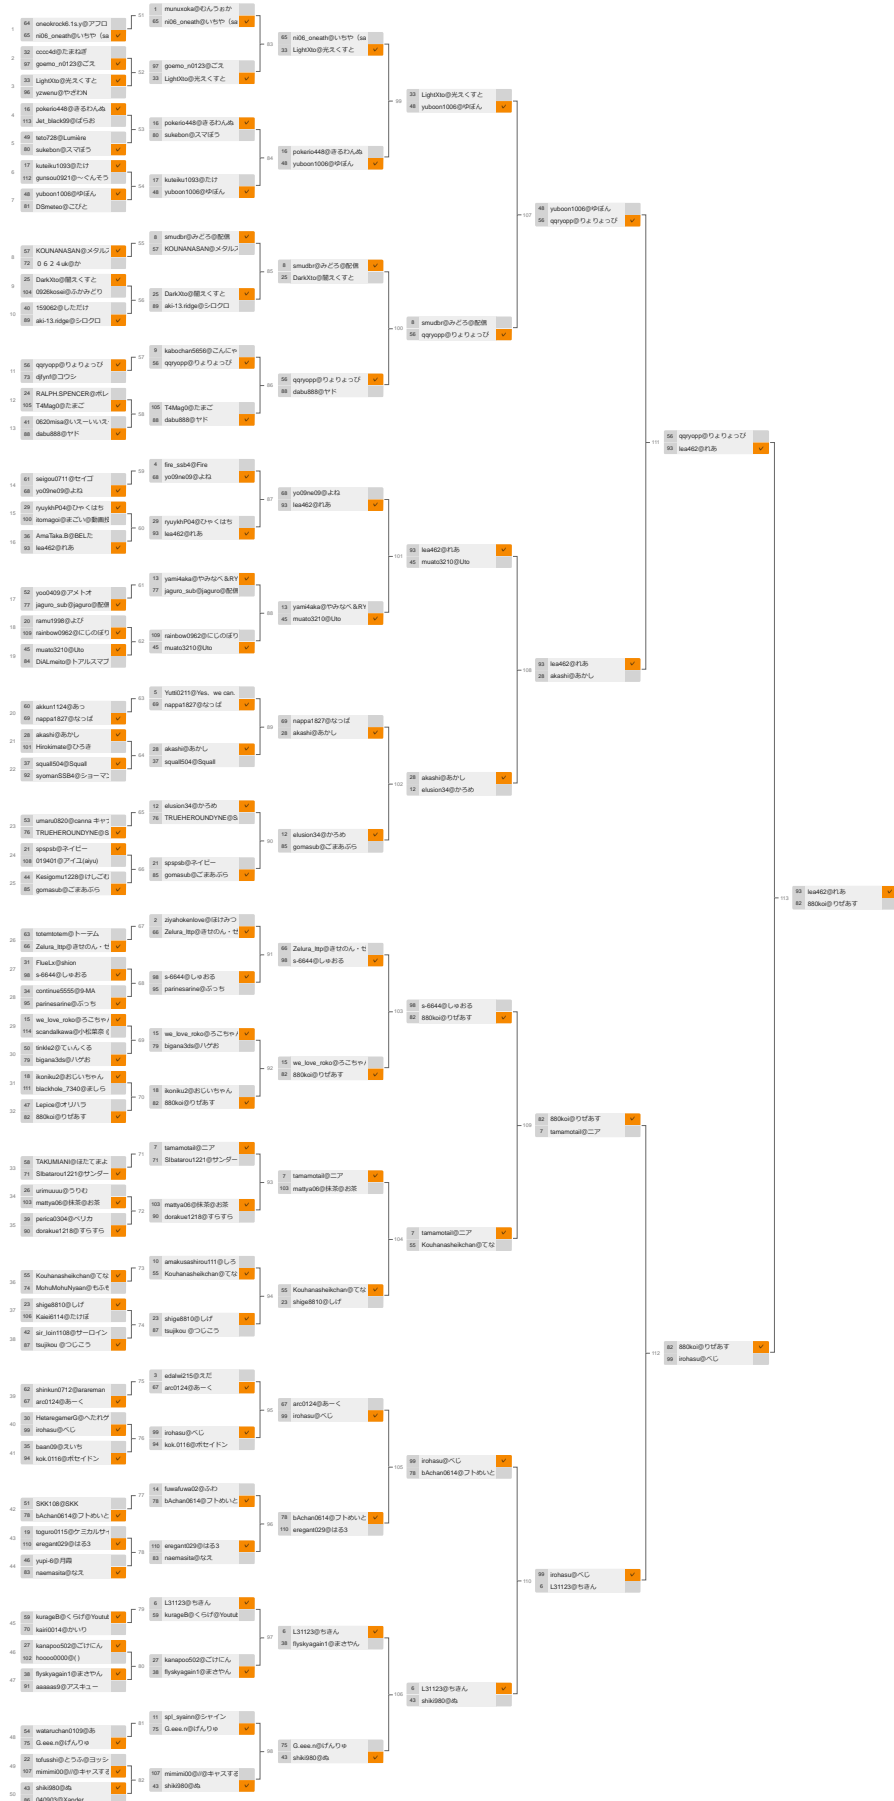 64 oneokrock6.1s.y@アフロ
65 ni06_oneath@いちや（sa
32 cccc4d@たまねぎ
97 goemo_n0123@ごえ
33 LightXto@光えくすと
96 yzwenu@やざわN
16 pokerio448@きるわんぬ
113 Jet_black99@ばらお
49 teto728@Lumière
80 sukebon@スマぼう
17 kuteiku1093@たけ
112 gunsou0921@～ぐんそう
48 yuboon1006@ゆぼん
81 DSmeteo@こびと
57 KOUNANASAN@メタルス
72 ０６２４uk@か
25 DarkXto@闇えくすと
104 0926kosei@ふかみどり
40 159062@しただけ
89 aki-13.ridge@シロクロ
56 qqryopp@りょりょっぴ
73 djfynf@コウシ
24 RALPH.SPENCER@ポレ
105 T4Mag0@たまご
41 0620misa@いえーいいえ
88 dabu888@ヤド
61 seigou0711@セイゴ
68 yo09ne09@よね
29 ryuykhP04@ひゃくはち
100 itomagoi@まごい@動画投
36 AmaTaka.B@BELた
93 lea462@れあ
52 yoo0409@アメトオ
77 jaguro_sub@jaguro@配信
20 ramu1998@よび
109 rainbow0962@にじのぼり
45 muato3210@Uto
84 DiALmeito@トアルスマブ
60 akkun1124@あっ
69 nappa1827@なっぱ
28 akashi@あかし
101 Hirokimate@ひろき
37 squall504@Squall
92 syomanSSB4@ショーマン
53 umaru0820@canna キャプ
76 TRUEHEROUNDYNE@S
21 spspsb@ネイビー
108 019401@アイユ(aiyu)
44 Kesigomu1228@けしごむ
85 gomasub@ごまあぶら
63 totemtotem@トーテム
66 Zelura_lttp@きせのん・ゼ
31 FlueLx@shion
98 s-6644@しゅおる
34 continue5555@9-MA
95 parinesarine@ぷっち
15 we_love_roko@ろこちゃん
114 scandalkawa@小松菜奈
50 tinkle2@てぃんくる
79 bigana3ds@ハゲお
18 ikoniku2@おじいちゃん
111 blackhole_7340@ましら
47 Lepice@オリハラ
82 880koi@りぜあす
58 TAKUMIANI@ほたてまよ
71 SIbatarou1221@サンダー
26 urimuuuu@うりむ
103 mattya06@抹茶@お茶
39 perica0304@ペリカ
90 dorakue1218@すらすら
55 Kouhanasheikchan@てな
74 MohuMohuNyaan@もふも
23 shige8810@しげ
106 Kaiei6114@たけぽ
42 sir_loin1108@サーロイン
87 tsujikou @つじこう
62 shinkun0712@arareman
67 arc0124@あーく
30 HetaregamerG@へたれゲ
99 irohasu@べじ
35 baan09@えいち
94 kok.0116@ポセイドン
51 SKK108@SKK
78 bAchan0614@フトめいと
19 toguro0115@ケミカルサイ
110 eregant029@はる3
46 yupi-6@月霞
83 naemasita@なえ
59 kurageB@くらげ@Youtub
70 kairi0014@かいり
27 kanapoo502@ごけにん
102 hoooo0000@( )
38 flyskyagain1@まさやん
91 aaaaas9@アスキュー
54 wataruchan0109@あ
75 G.eee.n@げんりゅ
22 tofusshi@とうふ@ヨッシ
107 mimimi00@//@キャスする
43 shiki980@ぬ
86 040903@Xander
1 munuxoka@むんうぉか
65 ni06_oneath@いちや（sa
97 goemo_n0123@ごえ
33 LightXto@光えくすと
16 pokerio448@きるわんぬ
80 sukebon@スマぼう
17 kuteiku1093@たけ
48 yuboon1006@ゆぼん
8 smudbr@みどろ@配信
57 KOUNANASAN@メタルス
25 DarkXto@闇えくすと
89 aki-13.ridge@シロクロ
9 kabochan5656@こんにゃ
56 qqryopp@りょりょっぴ
105 T4Mag0@たまご
88 dabu888@ヤド
4 fire_ssb4@Fire
68 yo09ne09@よね
29 ryuykhP04@ひゃくはち
93 lea462@れあ
13 yami4aka@やみなべ&RY
77 jaguro_sub@jaguro@配信
109 rainbow0962@にじのぼり
45 muato3210@Uto
5 Yutti0211@Yes、we can.
69 nappa1827@なっぱ
28 akashi@あかし
37 squall504@Squall
12 elusion34@かろめ
76 TRUEHEROUNDYNE@S
21 spspsb@ネイビー
85 gomasub@ごまあぶら
2 ziyahokenlove@ほけみつ
66 Zelura_lttp@きせのん・ゼ
98 s-6644@しゅおる
95 parinesarine@ぷっち
15 we_love_roko@ろこちゃん
79 bigana3ds@ハゲお
18 ikoniku2@おじいちゃん
82 880koi@りぜあす
7 tamamotail@ニア
71 SIbatarou1221@サンダー
103 mattya06@抹茶@お茶
90 dorakue1218@すらすら
10 amakusashirou111@しろ
55 Kouhanasheikchan@てな
23 shige8810@しげ
87 tsujikou @つじこう
3 edalwi215@えだ
67 arc0124@あーく
99 irohasu@べじ
94 kok.0116@ポセイドン
14 fuwafuwa02@ふわ
78 bAchan0614@フトめいと
110 eregant029@はる3
83 naemasita@なえ
6 L31123@ちきん
59 kurageB@くらげ@Youtub
27 kanapoo502@ごけにん
38 flyskyagain1@まさやん
11 spl_syainn@シャイン
75 G.eee.n@げんりゅ
107 mimimi00@//@キャスする
43 shiki980@ぬ
65 ni06_oneath@いちや（sa
33 LightXto@光えくすと
16 pokerio448@きるわんぬ
48 yuboon1006@ゆぼん
8 smudbr@みどろ@配信
25 DarkXto@闇えくすと
56 qqryopp@りょりょっぴ
88 dabu888@ヤド
68 yo09ne09@よね
93 lea462@れあ
13 yami4aka@やみなべ&RY
45 muato3210@Uto
69 nappa1827@なっぱ
28 akashi@あかし
12 elusion34@かろめ
85 gomasub@ごまあぶら
66 Zelura_lttp@きせのん・ゼ
98 s-6644@しゅおる
15 we_love_roko@ろこちゃん
82 880koi@りぜあす
7 tamamotail@ニア
103 mattya06@抹茶@お茶
55 Kouhanasheikchan@てな
23 shige8810@しげ
67 arc0124@あーく
99 irohasu@べじ
78 bAchan0614@フトめいと
110 eregant029@はる3
6 L31123@ちきん
38 flyskyagain1@まさやん
75 G.eee.n@げんりゅ
43 shiki980@ぬ
33 LightXto@光えくすと
48 yuboon1006@ゆぼん
8 smudbr@みどろ@配信
56 qqryopp@りょりょっぴ
93 lea462@れあ
45 muato3210@Uto
28 akashi@あかし
12 elusion34@かろめ
98 s-6644@しゅおる
82 880koi@りぜあす
7 tamamotail@ニア
55 Kouhanasheikchan@てな
99 irohasu@べじ
78 bAchan0614@フトめいと
6 L31123@ちきん
43 shiki980@ぬ
48 yuboon1006@ゆぼん
56 qqryopp@りょりょっぴ
93 lea462@れあ
28 akashi@あかし
82 880koi@りぜあす
7 tamamotail@ニア
99 irohasu@べじ
6 L31123@ちきん
56 qqryopp@りょりょっぴ
93 lea462@れあ
82 880koi@りぜあす
99 irohasu@べじ
93 lea462@れあ
82 880koi@りぜあす